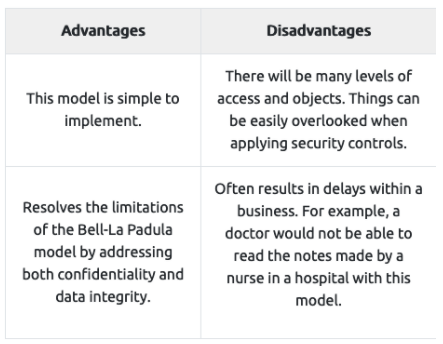 Advantages
Disadvantages
This model is simple to
implement.
There will be many levels of
access and objects. Things can
be easily overlooked when
applying security controls.
Resolves the limitations
of the Bell-La Padula
model by addressing
both confidentiality and
data integrity.
Often results in delays within a
business. For example, a
doctor would not be able to
read the notes made by a
nurse in a hospital with this
model.